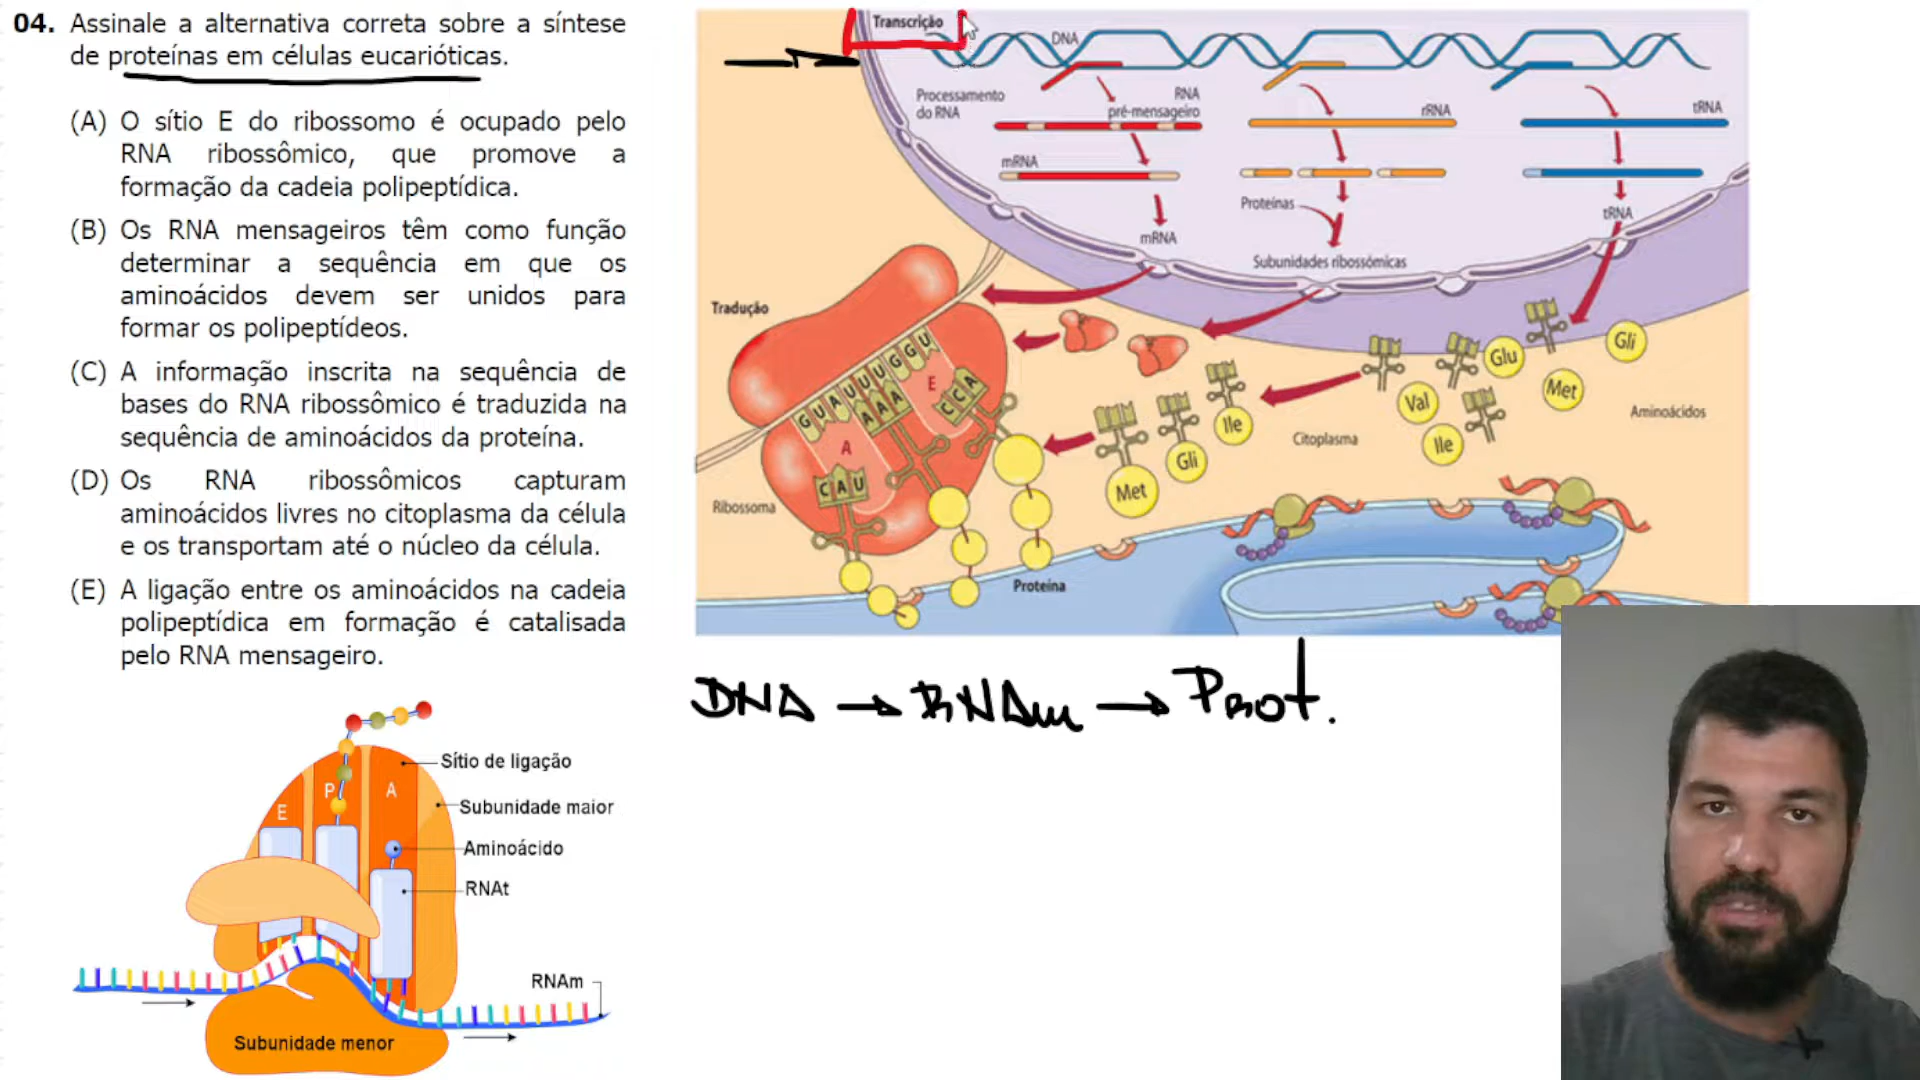 04. Assinale a alternativa correta sobre a síntese
de proteínas em células eucarióticas.
(A) O sítio E do ribossomo é ocupado pelo
RNA ribossômico, que promove a
formação da cadeia polipeptídica.
(B) Os RNA mensageiros têm como função
determinar a sequência em que os
aminoácidos devem ser unidos para
formar os polipeptídeos.
(C) A informação inscrita na sequência de
bases do RNA ribossômico é traduzida na
sequência de aminoácidos da proteína.
(D) Os RNA ribossômicos capturam
aminoácidos livres no citoplasma da célula
e os transportam até o núcleo da célula.
(E) A ligação entre os aminoácidos na cadeia
polipeptídica em formação é catalisada
pelo RNA mensageiro.
E
P
A
Sítio de ligação
Subunidade maior
Aminoácido
RNAt
RNAm
Subunidade menor
Transcrição
DNA
Processamento
do RNA
RNA
pré-mensageiro
rRNA
tRNA
mRNA
Proteínas
tRNA
mRNA
Subunidades ribossómicas
Tradução
GUAUUUGGU
AAA
E
CCA
A
CAU
Ribossoma
Met
Gli
Ile
Citoplasma
Val
Ile
Glu
Met
Gli
Aminoácidos
Proteína
DNA → RNAm → Prot.